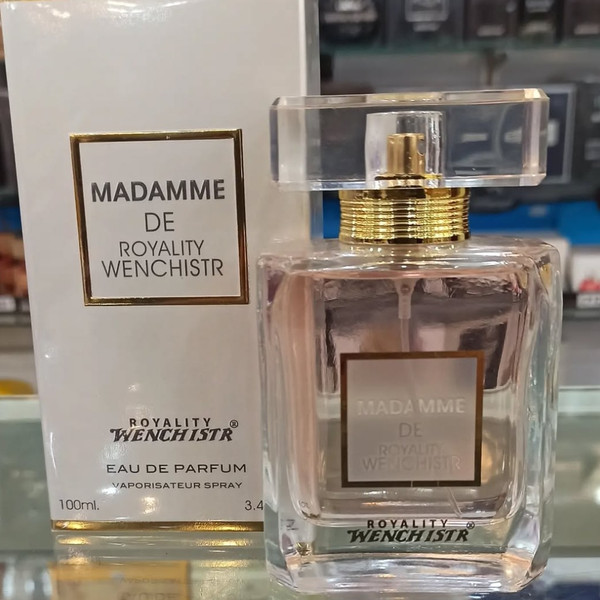 MADAMME
DE
ROYALITY
WENCHISTR
ROYALITY
WENCHISTR®
EAU DE PARFUM
VAPORISATEUR SPRAY
100ml.
3.4
MADAMME
DE
ROYALITY
WENCHISTR
ROYALITY
WENCHISTR®